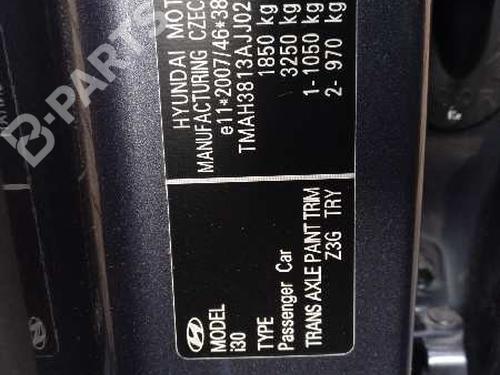 HYUNDAI MOT
MANUFACTURING CZEC
e11*2007/46*38
TMAH3813AJJ02
1850 kg
3250 kg
1-1050 kg
2- 970 kg
MODEL
i30
TYPE
Passenger Car
TRANS AXLE PAINT TRIM
Z3G TRY
B-PARTS